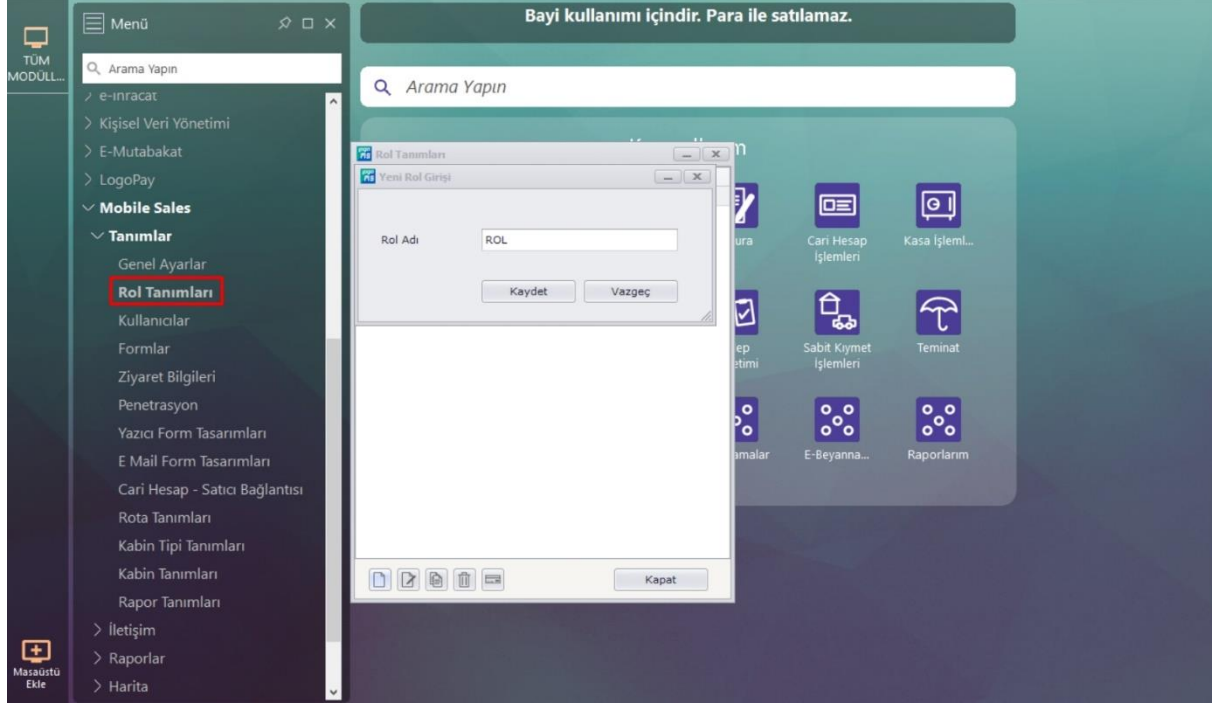 Bayi kullanımı içindir. Para ile satılamaz.
TÜM
MODÜLL...
Menü
Arama Yapın
Arama Yapın
e-İhracat
Kişisel Veri Yönetimi
E-Mutabakat
LogoPay
Mobile Sales
Tanımlar
Genel Ayarlar
Rol Tanımları
Kullanıcılar
Formlar
Ziyaret Bilgileri
Penetrasyon
Yazıcı Form Tasarımları
E Mail Form Tasarımları
Cari Hesap - Satıcı Bağlantısı
Rota Tanımları
Kabin Tipi Tanımları
Kabin Tanımları
Rapor Tanımları
İletişim
Raporlar
Harita
Masaüstü
Ekle
Rol Tanımları
Yeni Rol Girişi
Rol Adı
ROL
Kaydet
Vazgeç
Kapat
Cari Hesap
İşlemleri
Kasa İşleml...
Sabit Kıymet
İşlemleri
Teminat
E-Beyanna...
Raporlarım